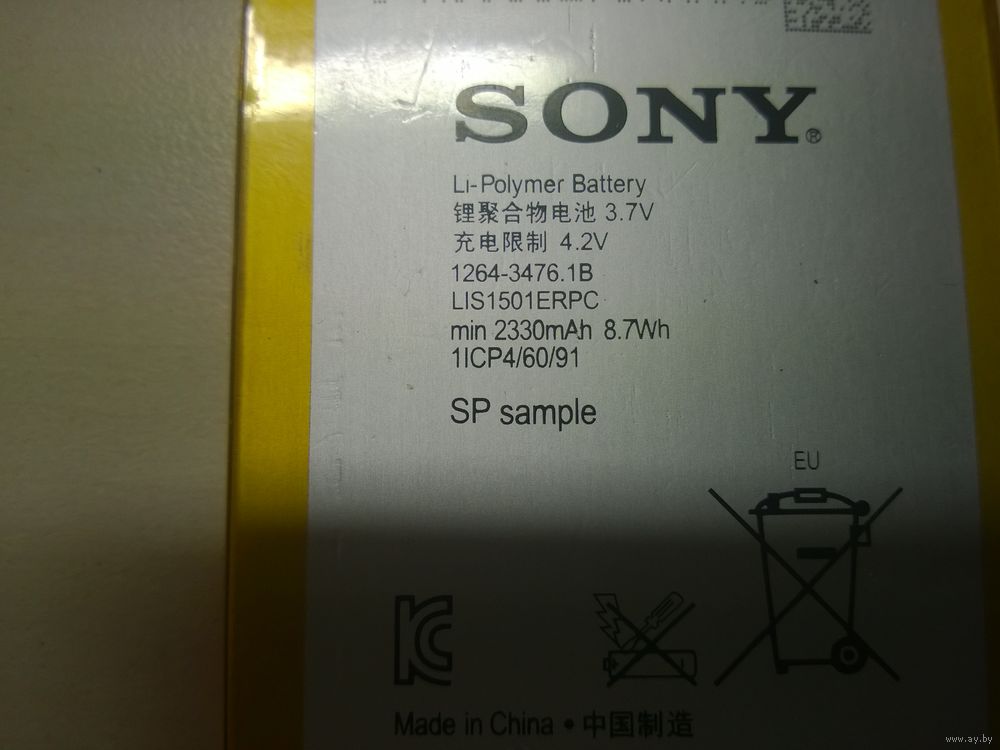 SONY®
Li-Polymer Battery
锂聚合物电池 3.7V
充电限制 4.2V
1264-3476.1B
LIS1501ERPC
min 2330mAh 8.7Wh
1ICP4/60/91
SP sample
EU
Made in China • 中国制造
www.ay.by